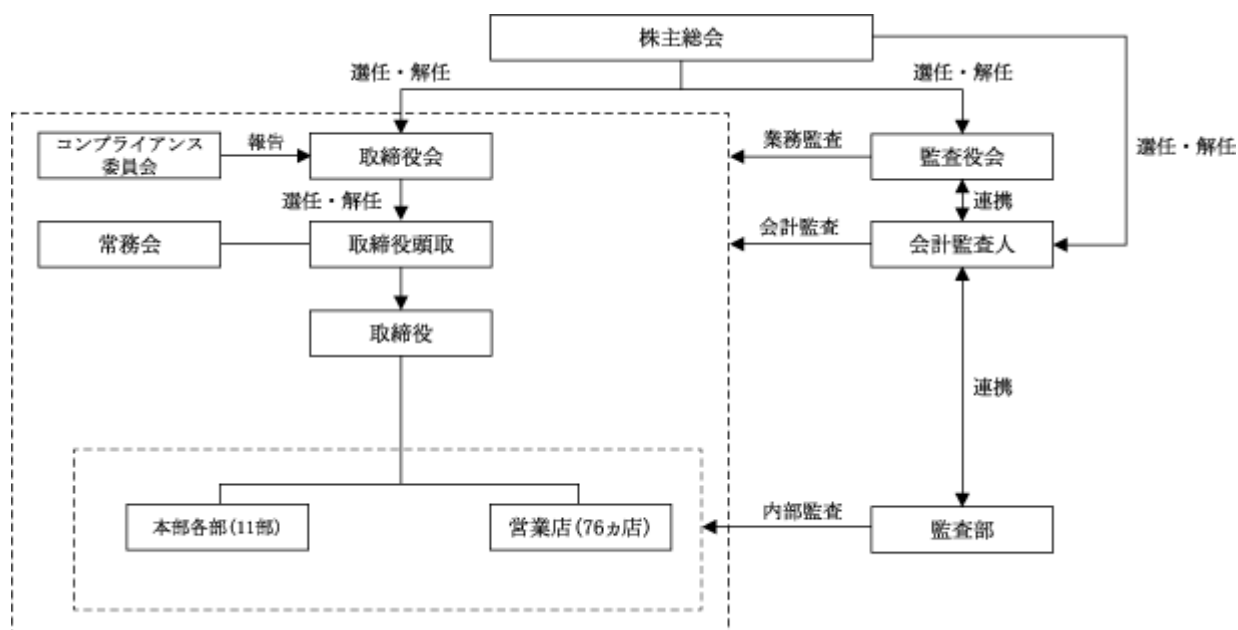 株主総会
選任・解任
選任・解任
コンプライアンス
委員会
報告
取締役会
業務監査
監査役会
選任・解任
選任・解任
連携
常務会
取締役頭取
会計監査
会計監査人
取締役
連携
本部各部(11部)
営業店(76ヵ店)
内部監査
監査部